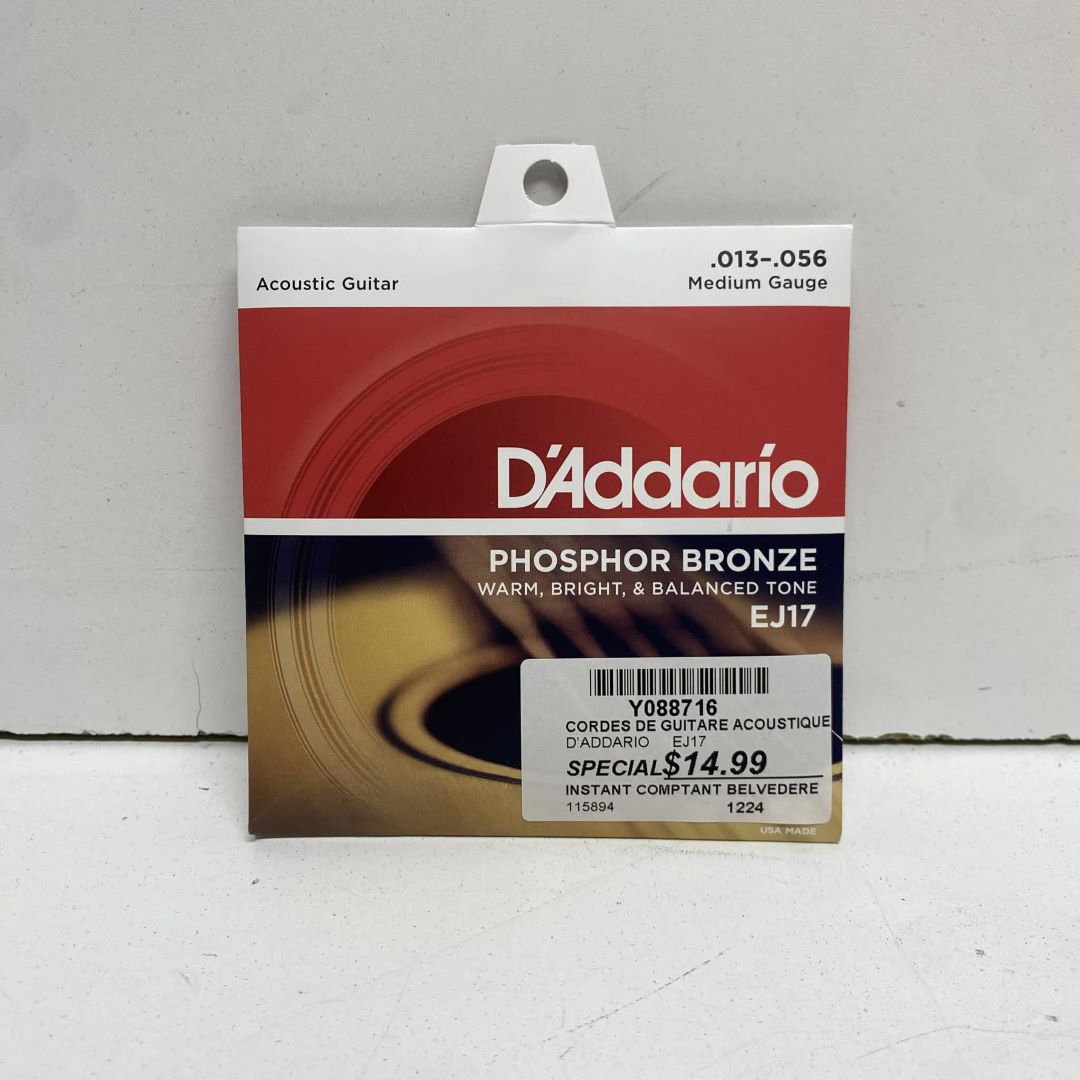 Acoustic Guitar
.013–.056
Medium Gauge
D'Addario
PHOSPHOR BRONZE
WARM, BRIGHT, & BALANCED TONE
EJ17
Y088716
CORDES DE GUITARE ACOUSTIQUE
D'ADDARIO EJ17
SPECIAL $14.99
INSTANT COMPTANT BELVEDERE
115894 1224
USA MADE